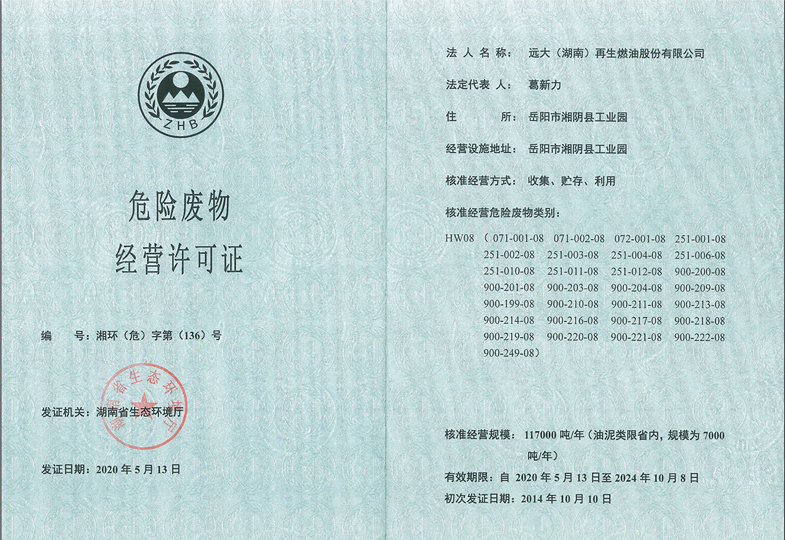 ZHB
危险废物
经营许可证
编 号：湘环（危）字第（136）号
湖南省生态环境厅
发证机关：湖南省生态环境厅
发证日期：2020 年 5 月 13 日
法 人 名 称： 远大（湖南）再生燃油股份有限公司
法定代表 人： 葛新力
住 所： 岳阳市湘阴县工业园
经营设施地址： 岳阳市湘阴县工业园
核准经营方式： 收集、贮存、利用
核准经营危险废物类别：
HW08 （ 071-001-08 071-002-08 072-001-08 251-001-08
251-002-08 251-003-08 251-004-08 251-006-08
251-010-08 251-011-08 251-012-08 900-200-08
900-201-08 900-203-08 900-204-08 900-209-08
900-199-08 900-210-08 900-211-08 900-213-08
900-214-08 900-216-08 900-217-08 900-218-08
900-219-08 900-220-08 900-221-08 900-222-08
900-249-08）
核准经营规模： 117000 吨/年（油泥类限省内，规模为 7000
吨/年）
有效期限：自 2020 年 5 月 13 日至 2024 年 10 月 8 日
初次发证日期：2014 年 10 月 10 日